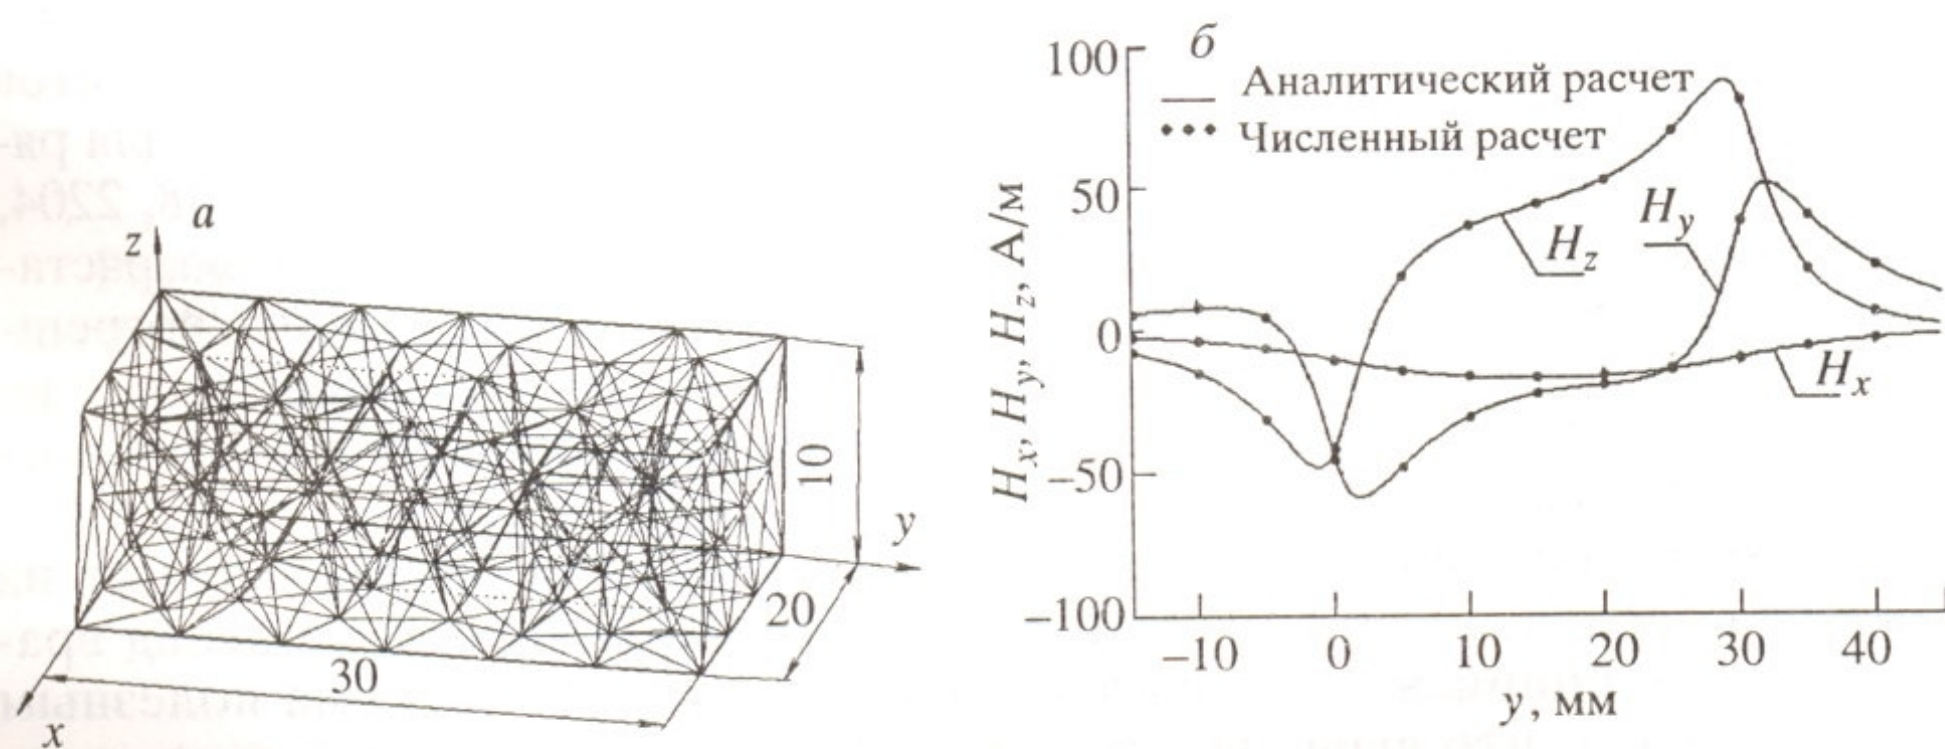 а
z
y
x
10
20
30
б
Аналитический расчет
Численный расчет
H_x, H_y, H_z, А/м
100
50
0
−50
−100
H_z
H_y
H_x
−10 0 10 20 30 40
y, мм
2204,